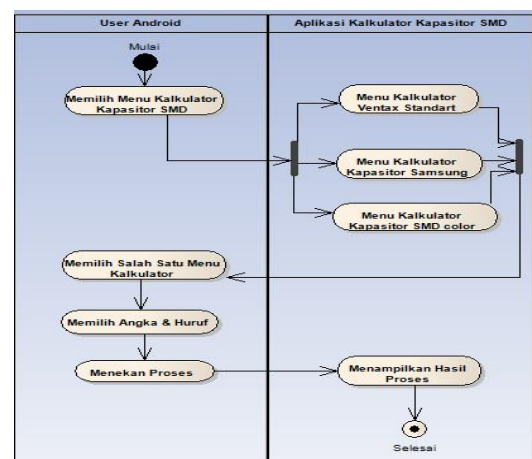 User Android
Aplikasi Kalkulator Kapasitor SMD
Mulai
Memilih Menu Kalkulator
Kapasitor SMD
Menu Kalkulator
Ventax Standart
Menu Kalkulator
Kapasitor Samsung
Menu Kalkulator
Kapasitor SMD color
Memilih Salah Satu Menu
Kalkulator
Memilih Angka & Huruf
Menekan Proses
Menampilkan Hasil
Proses
Selesai